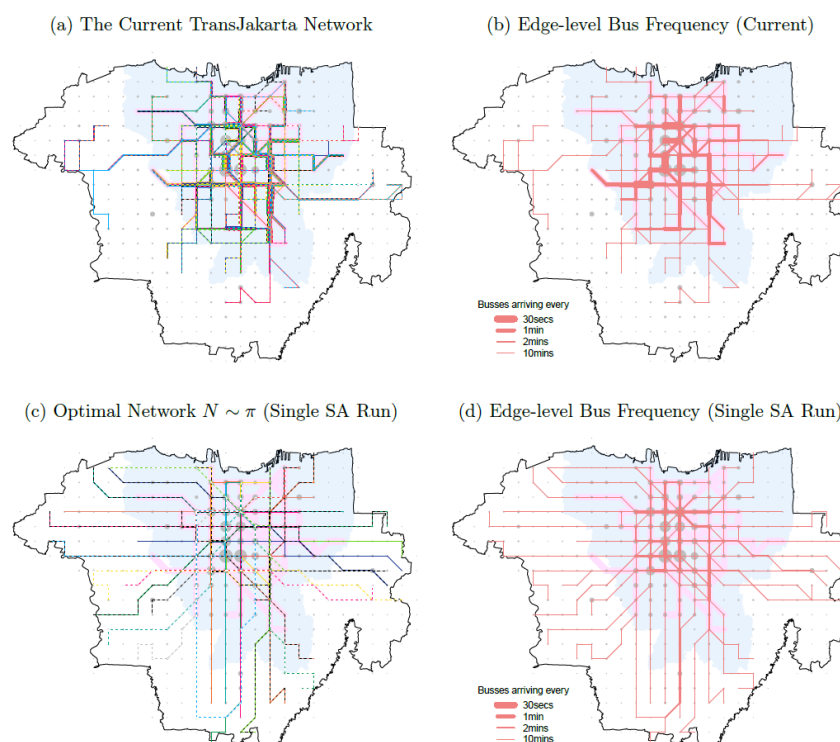 (a) The Current TransJakarta Network
(b) Edge-level Bus Frequency (Current)
Busses arriving every
30secs
1min
2mins
10mins
(c) Optimal Network N ∼ π (Single SA Run)
(d) Edge-level Bus Frequency (Single SA Run)
Busses arriving every
30secs
1min
2mins
10mins